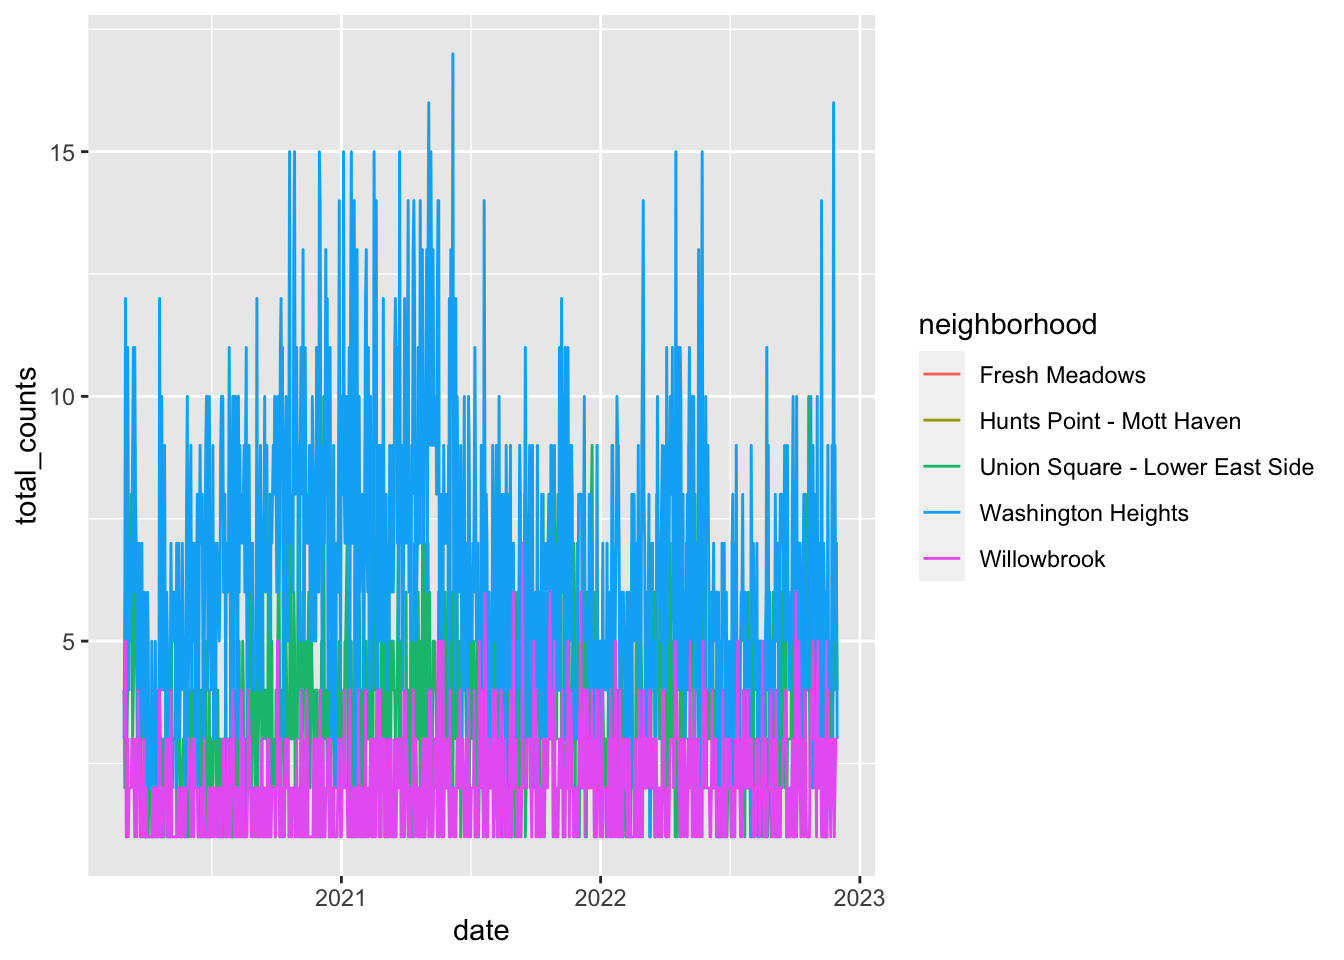 total_counts
15
10
5
2021
2022
2023
date
neighborhood
Fresh Meadows
Hunts Point - Mott Haven
Union Square - Lower East Side
Washington Heights
Willowbrook